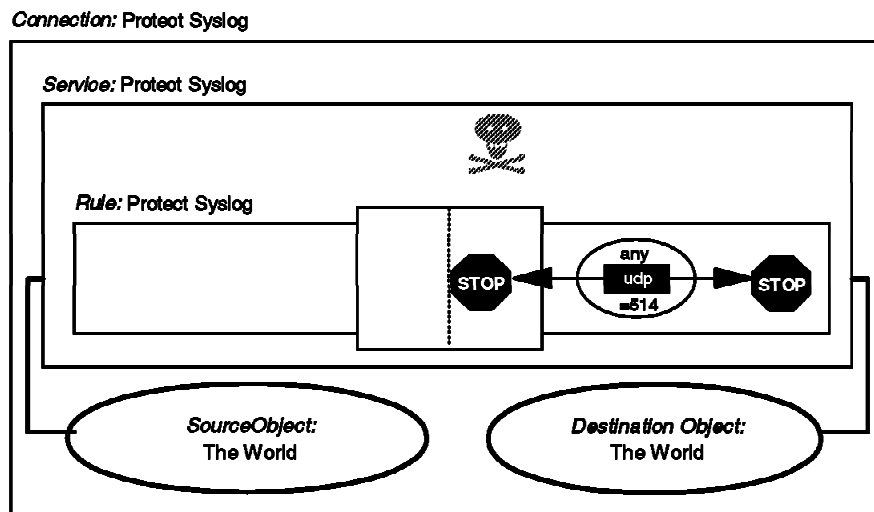 Connection: Protect Syslog
Service: Protect Syslog
Rule: Protect Syslog
any
STOP
udp
STOP
=514
SourceObject:
The World
Destination Object:
The World